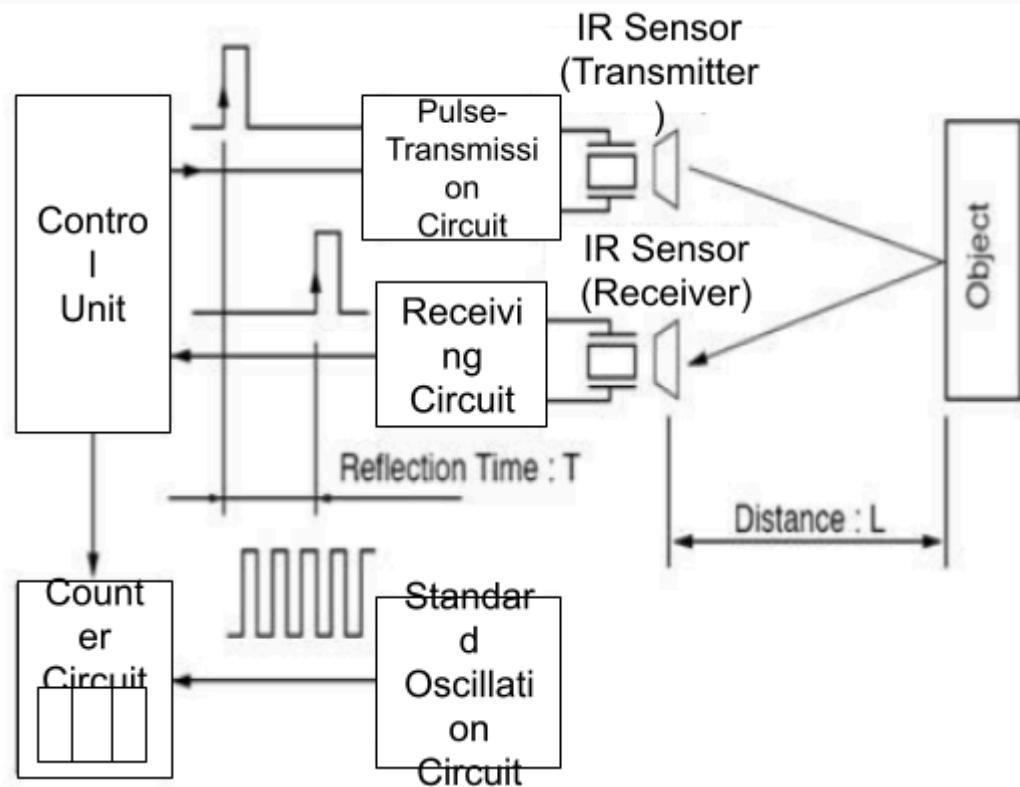 IR Sensor
(Transmitter
)
Pulse-
Transmissi
on
Circuit
Contro
l
Unit
IR Sensor
(Receiver)
Object
Receivi
ng
Circuit
Reflection Time : T
Distance : L
Count
er
Circuit
Standar
d
Oscillati
on
Circuit